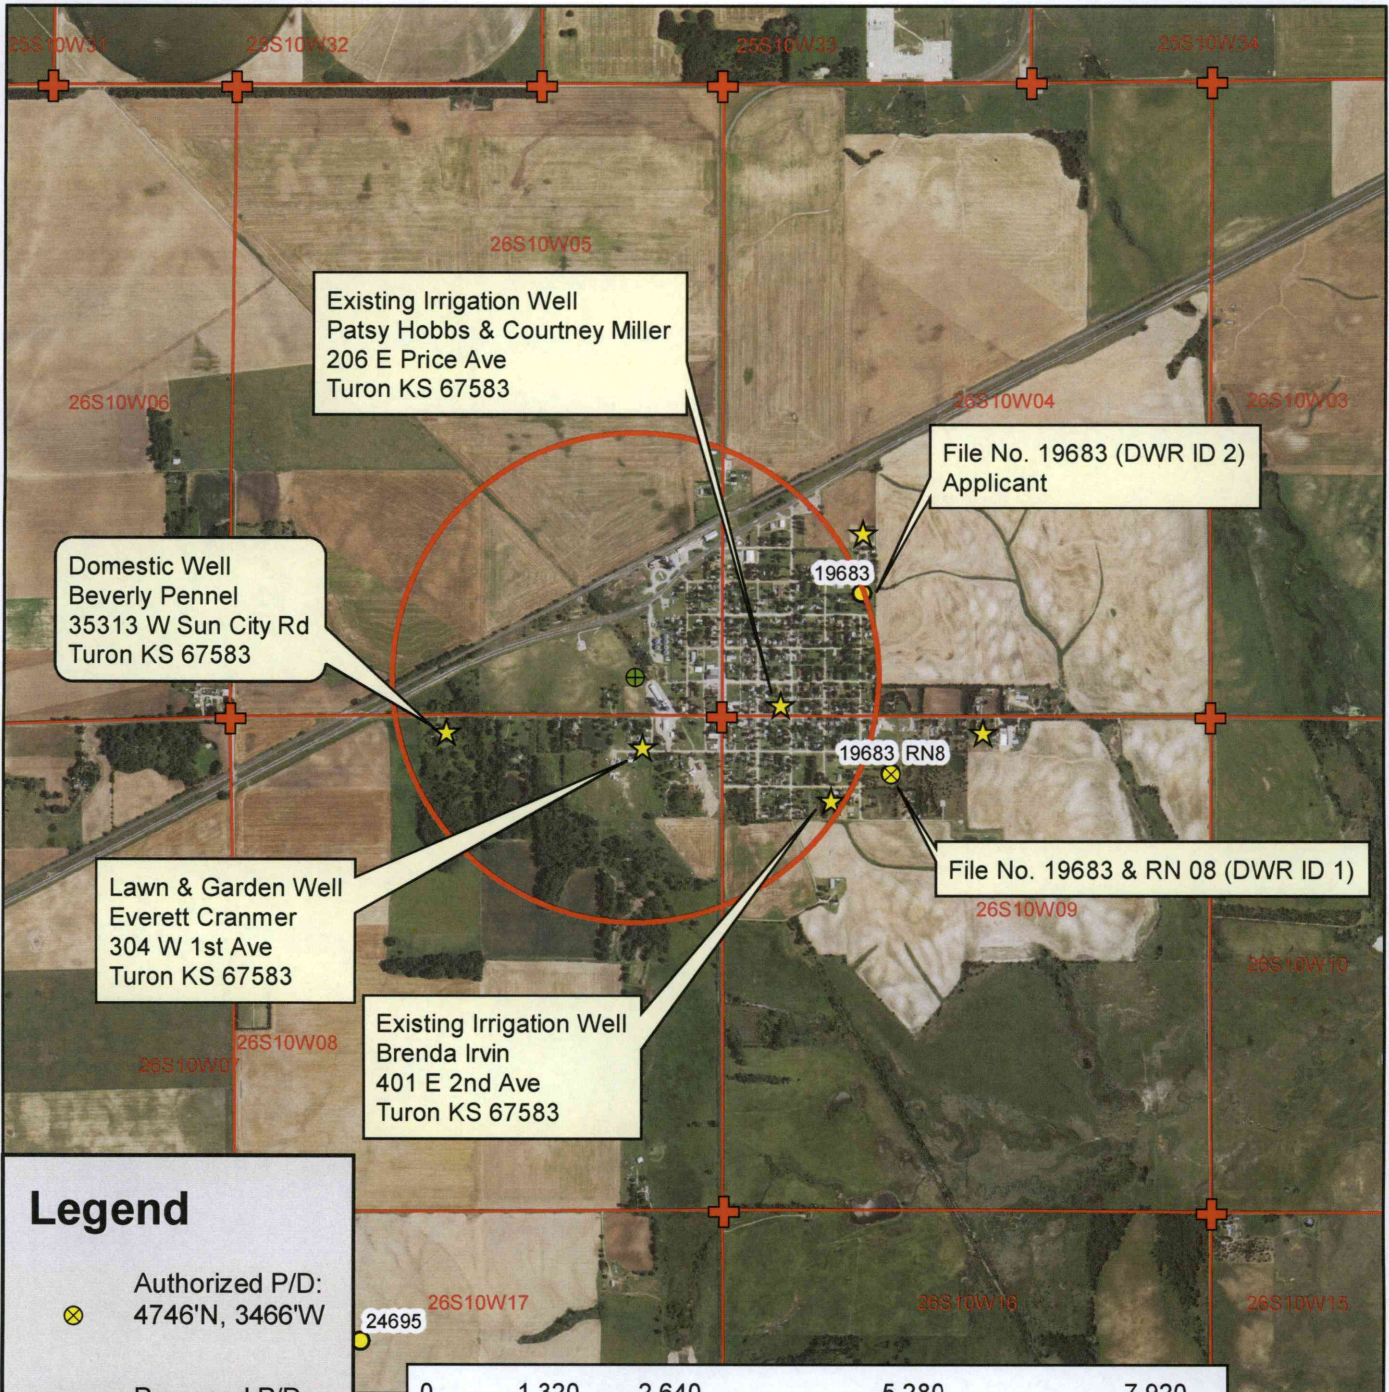 25S10W31
25S10W32
25S10W33
25S10W34
26S10W05
Existing Irrigation Well
Patsy Hobbs & Courtney Miller
206 E Price Ave
Turon KS 67583
26S10W06
26S10W04
26S10W03
File No. 19683 (DWR ID 2)
Applicant
Domestic Well
Beverly Pennel
35313 W Sun City Rd
Turon KS 67583
19683
19683 RN8
File No. 19683 & RN 08 (DWR ID 1)
Lawn & Garden Well
Everett Cranmer
304 W 1st Ave
Turon KS 67583
26S10W09
26S10W10
Existing Irrigation Well
Brenda Irvin
401 E 2nd Ave
Turon KS 67583
26S10W08
26S10W07
Legend
Authorized P/D:
4746'N, 3466'W
24695
26S10W17
26S10W16
26S10W15
0 1,320 2,640 5,280 7,920